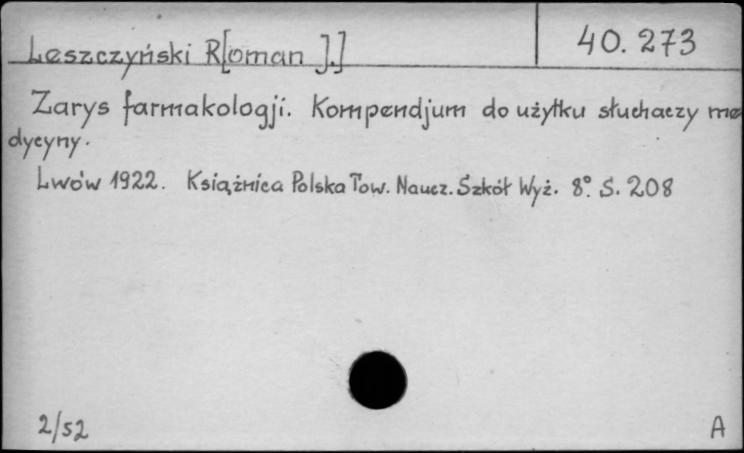 Leszczyński R[oman J.] 40.273
Zarys farmakologji. Kompendjum do użytku słuchaczy me
dycyny.
Lwów 1922. Książnica Polska Tow. Naucz. Szkół Wyż. 8° S. 208
2/52 A